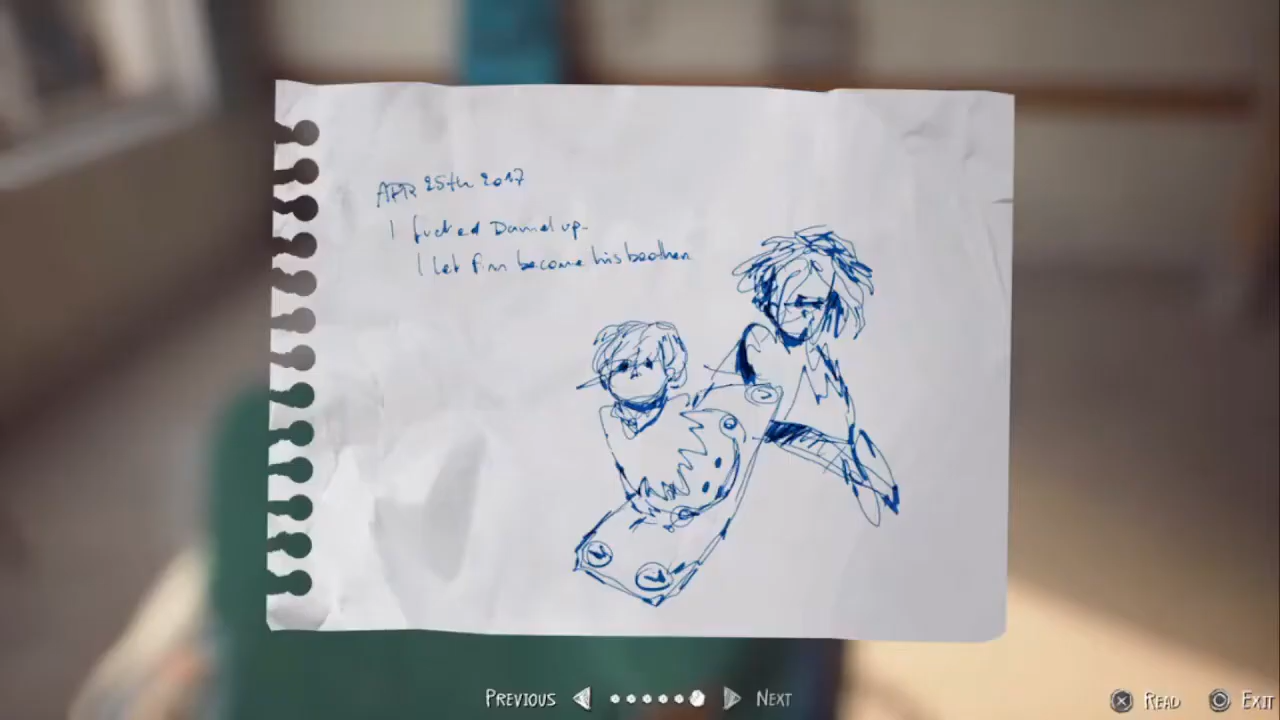 APR 25th 2017
I fucked Daniel up.
I let Finn become his brother
Previous Next Read Exit